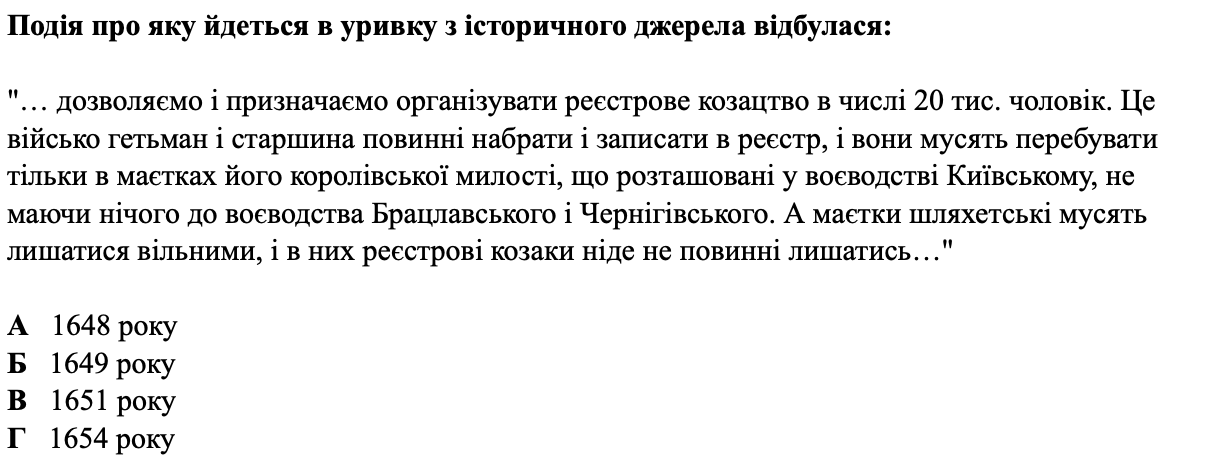 Подія про яку йдеться в уривку з історичного джерела відбулася:
"… дозволяємо і призначаємо організувати реєстрове козацтво в числі 20 тис. чоловік. Це
військо гетьман і старшина повинні набрати і записати в реєстр, і вони мусять перебувати
тільки в маєтках його королівської милості, що розташовані у воєводстві Київському, не
маючи нічого до воєводства Брацлавського і Чернігівського. А маєтки шляхетські мусять
лишатися вільними, і в них реєстрові козаки ніде не повинні лишатись…"
А 1648 року
Б 1649 року
В 1651 року
Г 1654 року